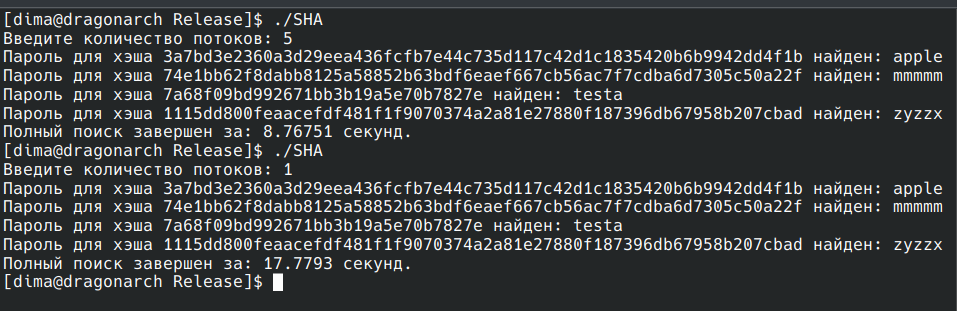 [dima@dragonarch Release]$ ./SHA
Введите количество потоков: 5
Пароль для хэша 3a7bd3e2360a3d29eea436fcfb7e44c735d117c42d1c1835420b6b9942dd4f1b найден: apple
Пароль для хэша 74e1bb62f8dabb8125a58852b63bdf6eaef667cb56ac7f7cdba6d7305c50a22f найден: mmmmm
Пароль для хэша 7a68f09bd992671bb3b19a5e70b7827e найден: testa
Пароль для хэша 1115dd800feaacefdf481f1f9070374a2a81e27880f187396db67958b207cbad найден: zyzzx
Полный поиск завершен за: 8.76751 секунд.
[dima@dragonarch Release]$ ./SHA
Введите количество потоков: 1
Пароль для хэша 3a7bd3e2360a3d29eea436fcfb7e44c735d117c42d1c1835420b6b9942dd4f1b найден: apple
Пароль для хэша 74e1bb62f8dabb8125a58852b63bdf6eaef667cb56ac7f7cdba6d7305c50a22f найден: mmmmm
Пароль для хэша 7a68f09bd992671bb3b19a5e70b7827e найден: testa
Пароль для хэша 1115dd800feaacefdf481f1f9070374a2a81e27880f187396db67958b207cbad найден: zyzzx
Полный поиск завершен за: 17.7793 секунд.
[dima@dragonarch Release]$